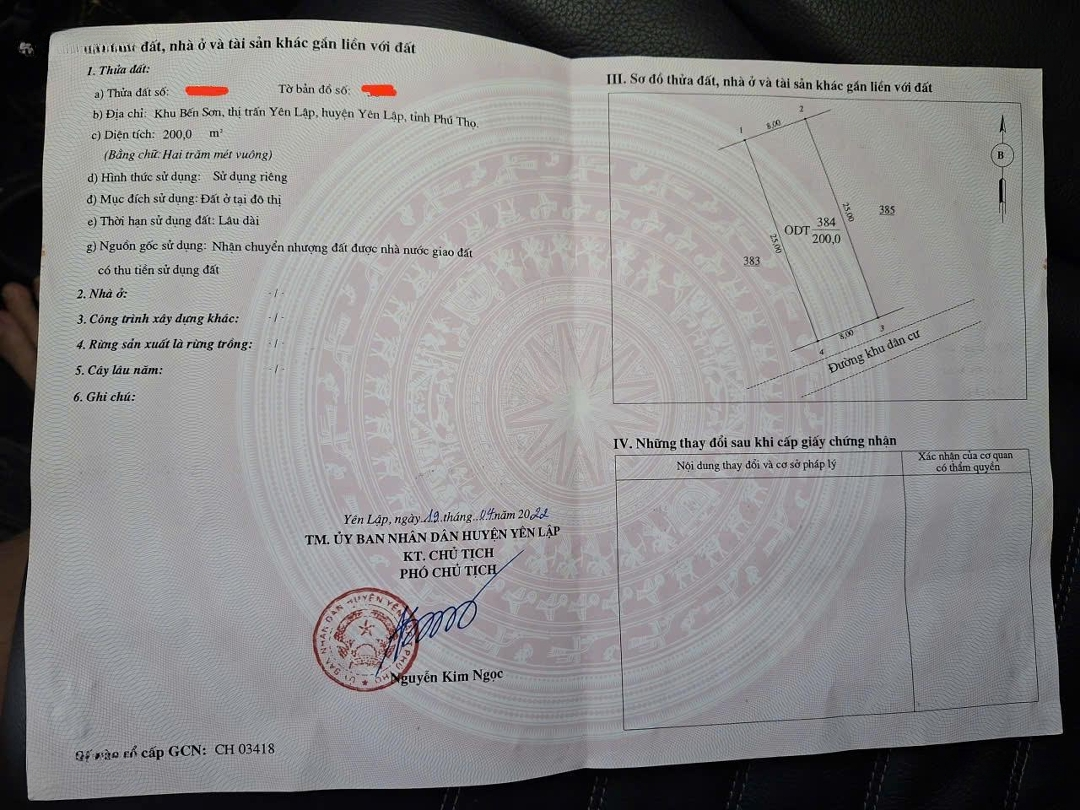 đất, nhà ở và tài sản khác gắn liền với đất
1. Thửa đất:
a) Thửa đất số: Tờ bản đồ số:
b) Địa chỉ: Khu Bến Sơn, thị trấn Yên Lập, huyện Yên Lập, tỉnh Phú Thọ.
c) Diện tích: 200,0 m²
(Bằng chữ: Hai trăm mét vuông)
d) Hình thức sử dụng: Sử dụng riêng
đ) Mục đích sử dụng: Đất ở tại đô thị
e) Thời hạn sử dụng đất: Lâu dài
g) Nguồn gốc sử dụng: Nhận chuyển nhượng đất được nhà nước giao đất
có thu tiền sử dụng đất
2. Nhà ở: -/-
3. Công trình xây dựng khác: -/-
4. Rừng sản xuất là rừng trồng: -/-
5. Cây lâu năm: -/-
6. Ghi chú:
Yên Lập, ngày 19 tháng 04 năm 2022
TM. ỦY BAN NHÂN DÂN HUYỆN YÊN LẬP
KT. CHỦ TỊCH
PHÓ CHỦ TỊCH
ỦY BAN NHÂN DÂN HUYỆN YÊN PHÚ THỌ
Nguyễn Kim Ngọc
cấp GCN: CH 03418
III. Sơ đồ thửa đất, nhà ở và tài sản khác gắn liền với đất
1
8,00
2
B
25,00
25,00
385
ODT 384
200,0
383
4
8,00
3
Đường khu dân cư
IV. Những thay đổi sau khi cấp giấy chứng nhận
Nội dung thay đổi và cơ sở pháp lý
Xác nhận của cơ quan
có thẩm quyền